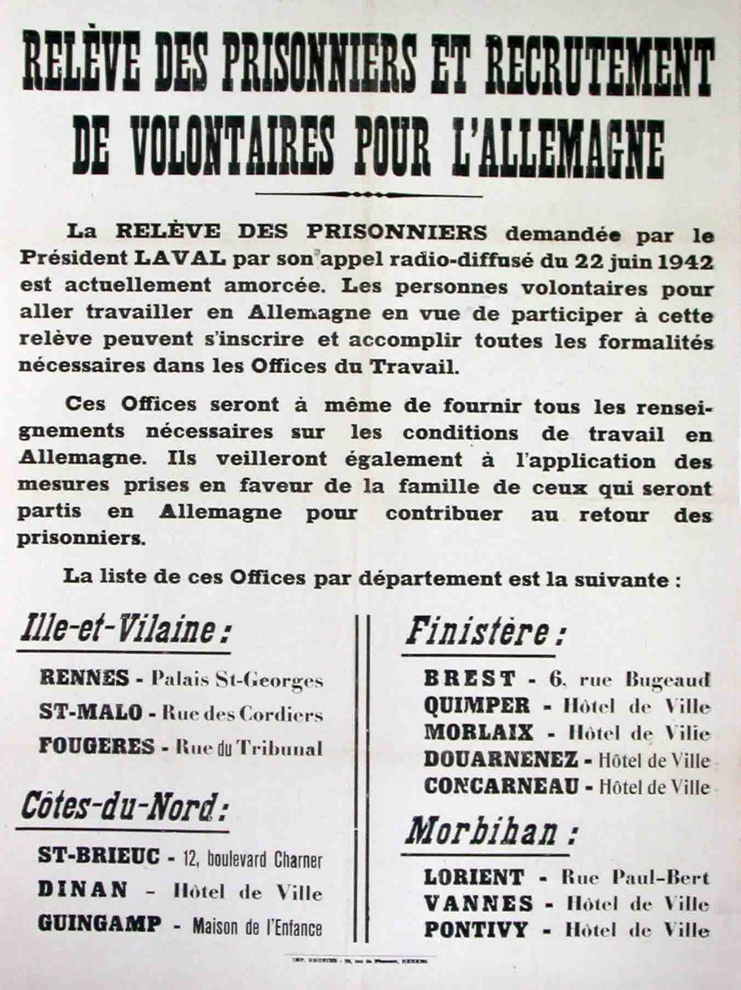 RELÈVE DES PRISONNIERS ET RECRUTEMENT
DE VOLONTAIRES POUR L'ALLEMAGNE
La RELÈVE DES PRISONNIERS demandée par le
Président LAVAL par son appel radio-diffusé du 22 juin 1942
est actuellement amorcée. Les personnes volontaires pour
aller travailler en Allemagne en vue de participer à cette
relève peuvent s'inscrire et accomplir toutes les formalités
nécessaires dans les Offices du Travail.
Ces Offices seront à même de fournir tous les rensei-
gnements nécessaires sur les conditions de travail en
Allemagne. Ils veilleront également à l'application des
mesures prises en faveur de la famille de ceux qui seront
partis en Allemagne pour contribuer au retour des
prisonniers.
La liste de ces Offices par département est la suivante :
Ille-et-Vilaine :
RENNES - Palais St-Georges
ST-MALO - Rue des Cordiers
FOUGERES - Rue du Tribunal
Côtes-du-Nord :
ST-BRIEUC - 12, boulevard Charner
DINAN - Hôtel de Ville
GUINGAMP - Maison de l'Enfance
Finistère :
BREST - 6, rue Bugeaud
QUIMPER - Hôtel de Ville
MORLAIX - Hôtel de Ville
DOUARNENEZ - Hôtel de Ville
CONCARNEAU - Hôtel de Ville
Morbihan :
LORIENT - Rue Paul-Bert
VANNES - Hôtel de Ville
PONTIVY - Hôtel de Ville
IMP. rue de RENNES